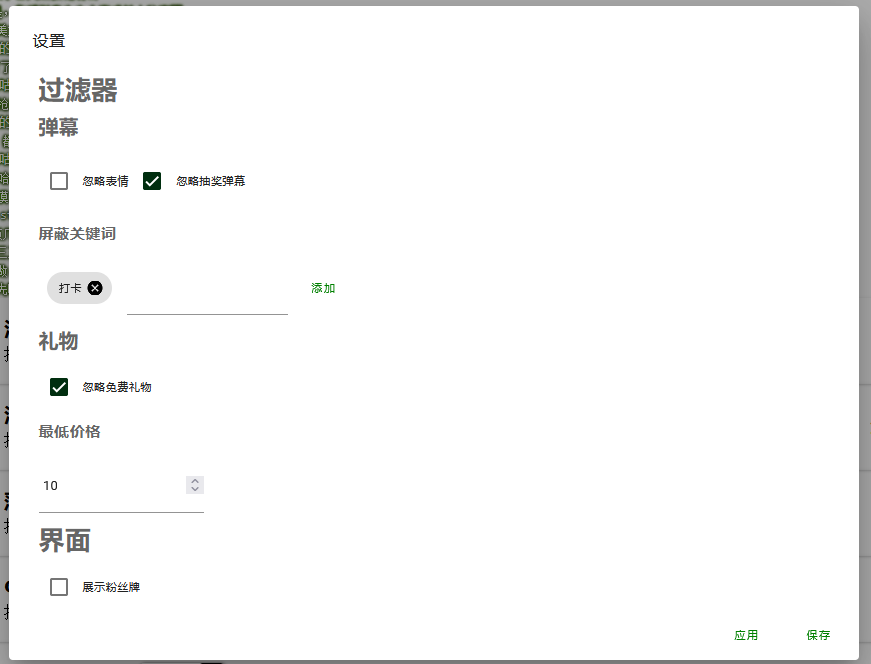 设置
过滤器
弹幕
忽略表情 忽略抽奖弹幕
屏蔽关键词
打卡 添加
礼物
忽略免费礼物
最低价格
10
界面
展示粉丝牌
应用 保存